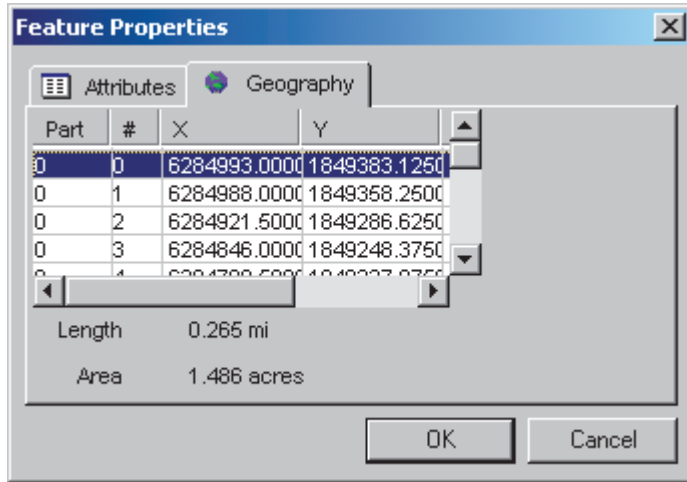 Feature Properties
Attributes Geography
Part # X Y
0 0 6284993.0000 1849383.1250
0 1 6284988.0000 1849358.2500
0 2 6284921.5000 1849286.6250
0 3 6284846.0000 1849248.3750
Length 0.265 mi
Area 1.486 acres
OK Cancel